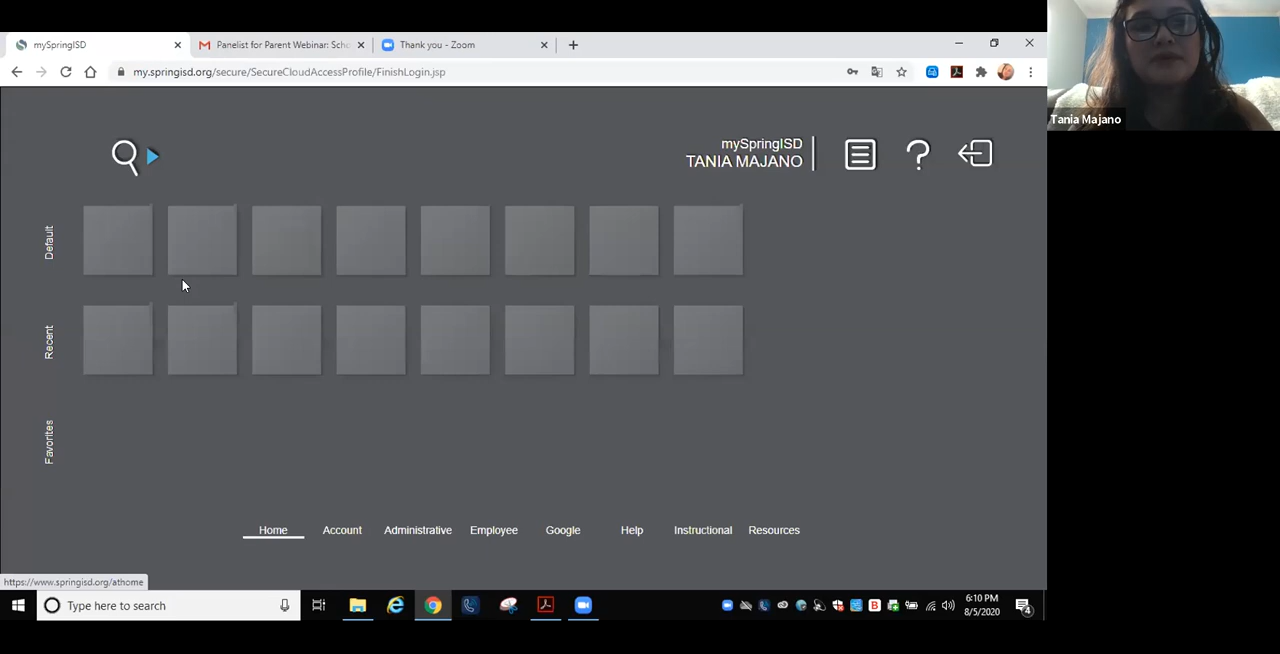 mySpringISD
Panelist for Parent Webinar: Scho
Thank you - Zoom
my.springisd.org/secure/SecureCloudAccessProfile/FinishLogin.jsp
Tania Majano
mySpringISD
TANIA MAJANO
Default
Recent
Favorites
Home Account Administrative Employee Google Help Instructional Resources
https://www.springisd.org/athome
Type here to search
6:10 PM
8/5/2020
4